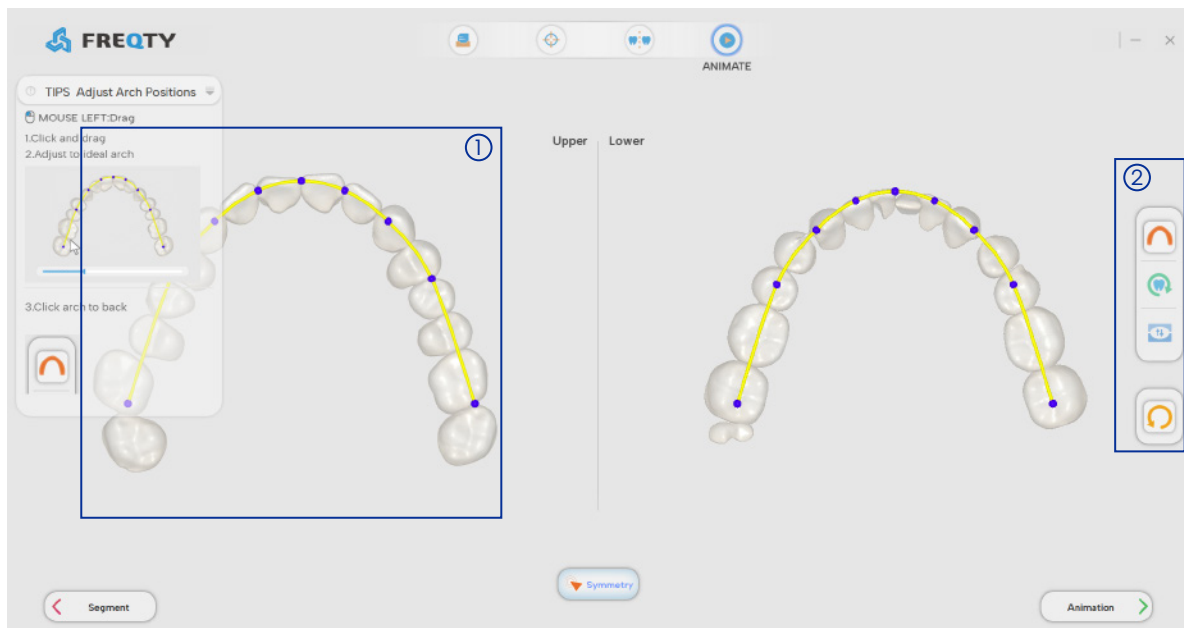 FREQTY
ANIMATE
TIPS Adjust Arch Positions
MOUSE LEFT:Drag
1.Click and drag
2.Adjust to ideal arch
3.Click arch to back
①
Upper Lower
②
Symmetry
Segment
Animation